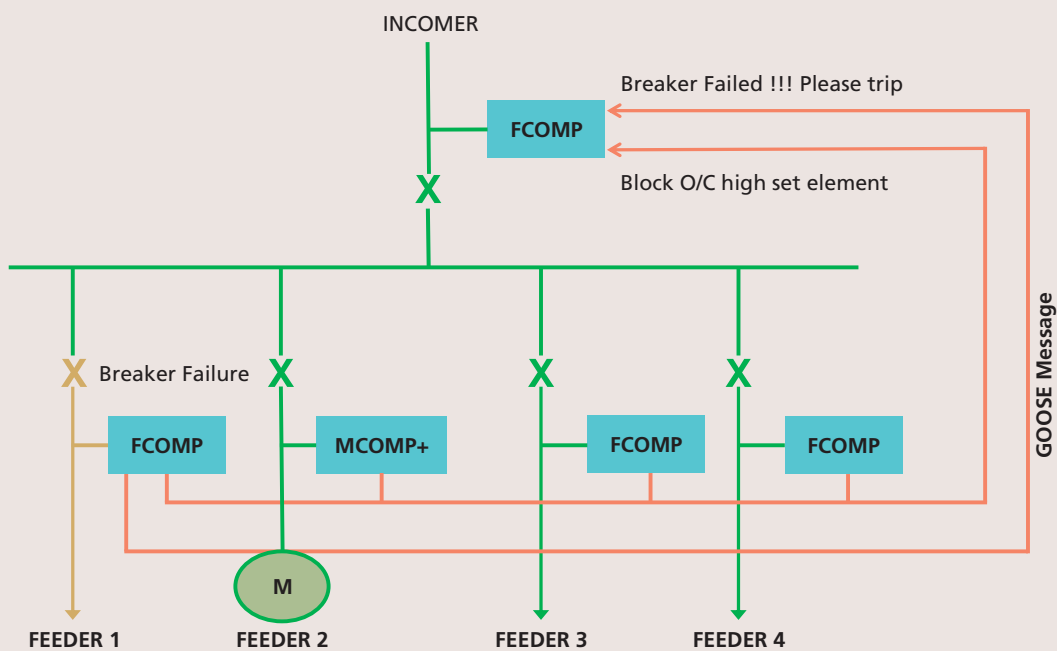 INCOMER
Breaker Failed !!! Please trip
FCOMP
Block O/C high set element
X
GOOSE Message
X
Breaker Failure
X
X
X
FCOMP
MCOMP+
FCOMP
FCOMP
M
FEEDER 1
FEEDER 2
FEEDER 3
FEEDER 4